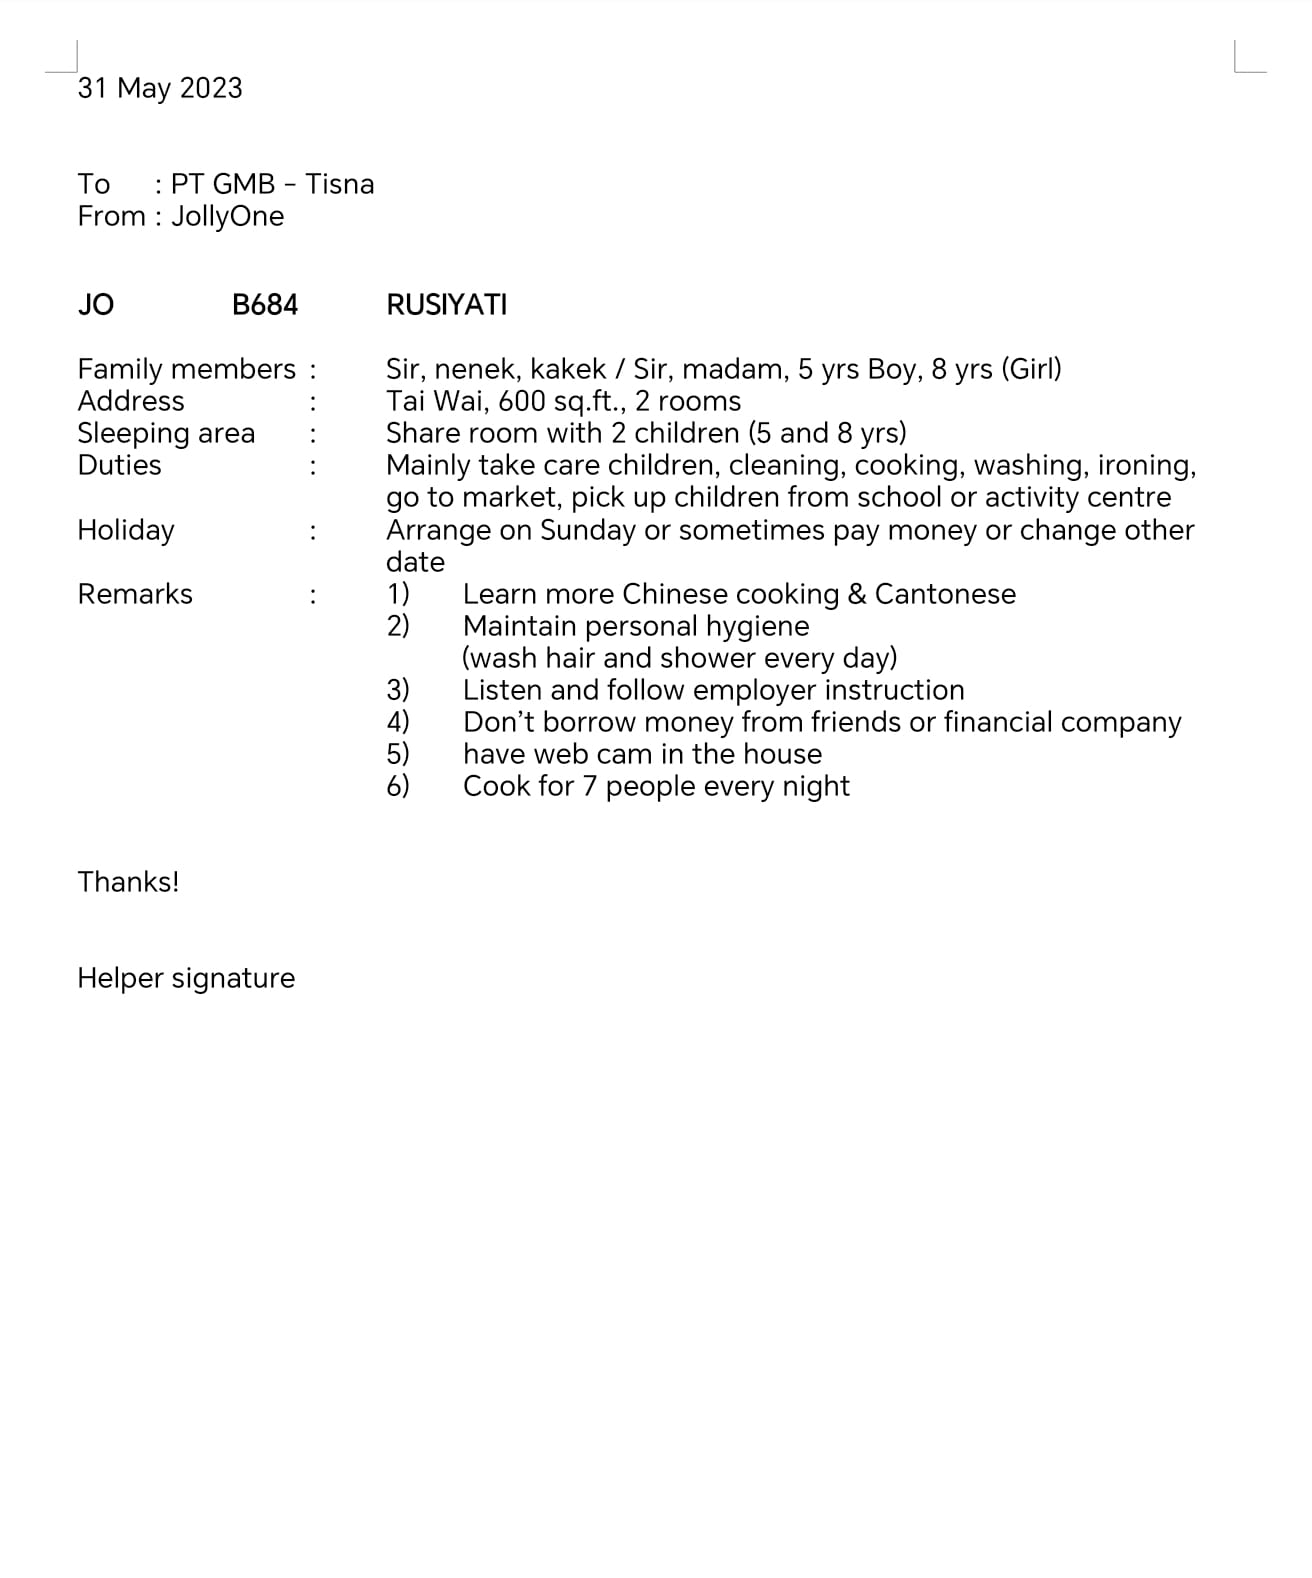 31 May 2023
To : PT GMB – Tisna
From : JollyOne
JO B684 RUSIYATI
Family members : Sir, nenek, kakek / Sir, madam, 5 yrs Boy, 8 yrs (Girl)
Address : Tai Wai, 600 sq.ft., 2 rooms
Sleeping area : Share room with 2 children (5 and 8 yrs)
Duties : Mainly take care children, cleaning, cooking, washing, ironing,
go to market, pick up children from school or activity centre
Holiday : Arrange on Sunday or sometimes pay money or change other
date
Remarks : 1) Learn more Chinese cooking & Cantonese
2) Maintain personal hygiene
(wash hair and shower every day)
3) Listen and follow employer instruction
4) Don’t borrow money from friends or financial company
5) have web cam in the house
6) Cook for 7 people every night
Thanks!
Helper signature